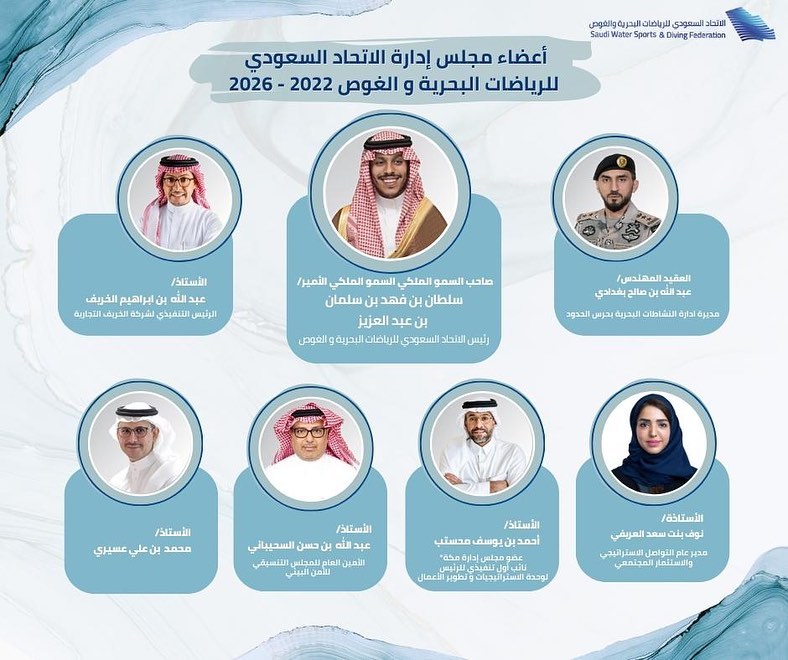 الاتحاد السعودي للرياضات البحرية والغوص
Saudi Water Sports & Diving Federation
أعضاء مجلس إدارة الاتحاد السعودي
للرياضات البحرية و الغوص 2022 - 2026
العقيد المهندس/
عبد الله بن صالح بغدادي
مديرة ادارة النشاطات البحرية بحرس الحدود
صاحب السمو الملكي السمو الملكي الأمير/
سلطان بن فهد بن سلمان
بن عبد العزيز
رئيس الاتحاد السعودي للرياضات البحرية و الغوص
الأستاذ/
عبد الله بن ابراهيم الخريف
الرئيس التنفيذي لشركة الخريف التجارية
الأستاذة/
نوف بنت سعد العريفي
مدير عام التواصل الاستراتيجي
والاستثمار المجتمعي
الأستاذ/
أحمد بن يوسف محسب
عضو مجلس إدارة مكة*
نائب أول تنفيذي للرئيس
لوحدة الاستراتيجيات و تطوير الأعمال
الأستاذ/
عبد الله بن حسن السحيباني
الأمين العام للمجلس التنسيقي
للأمن البيئي
الأستاذ/
محمد بن علي عسيري